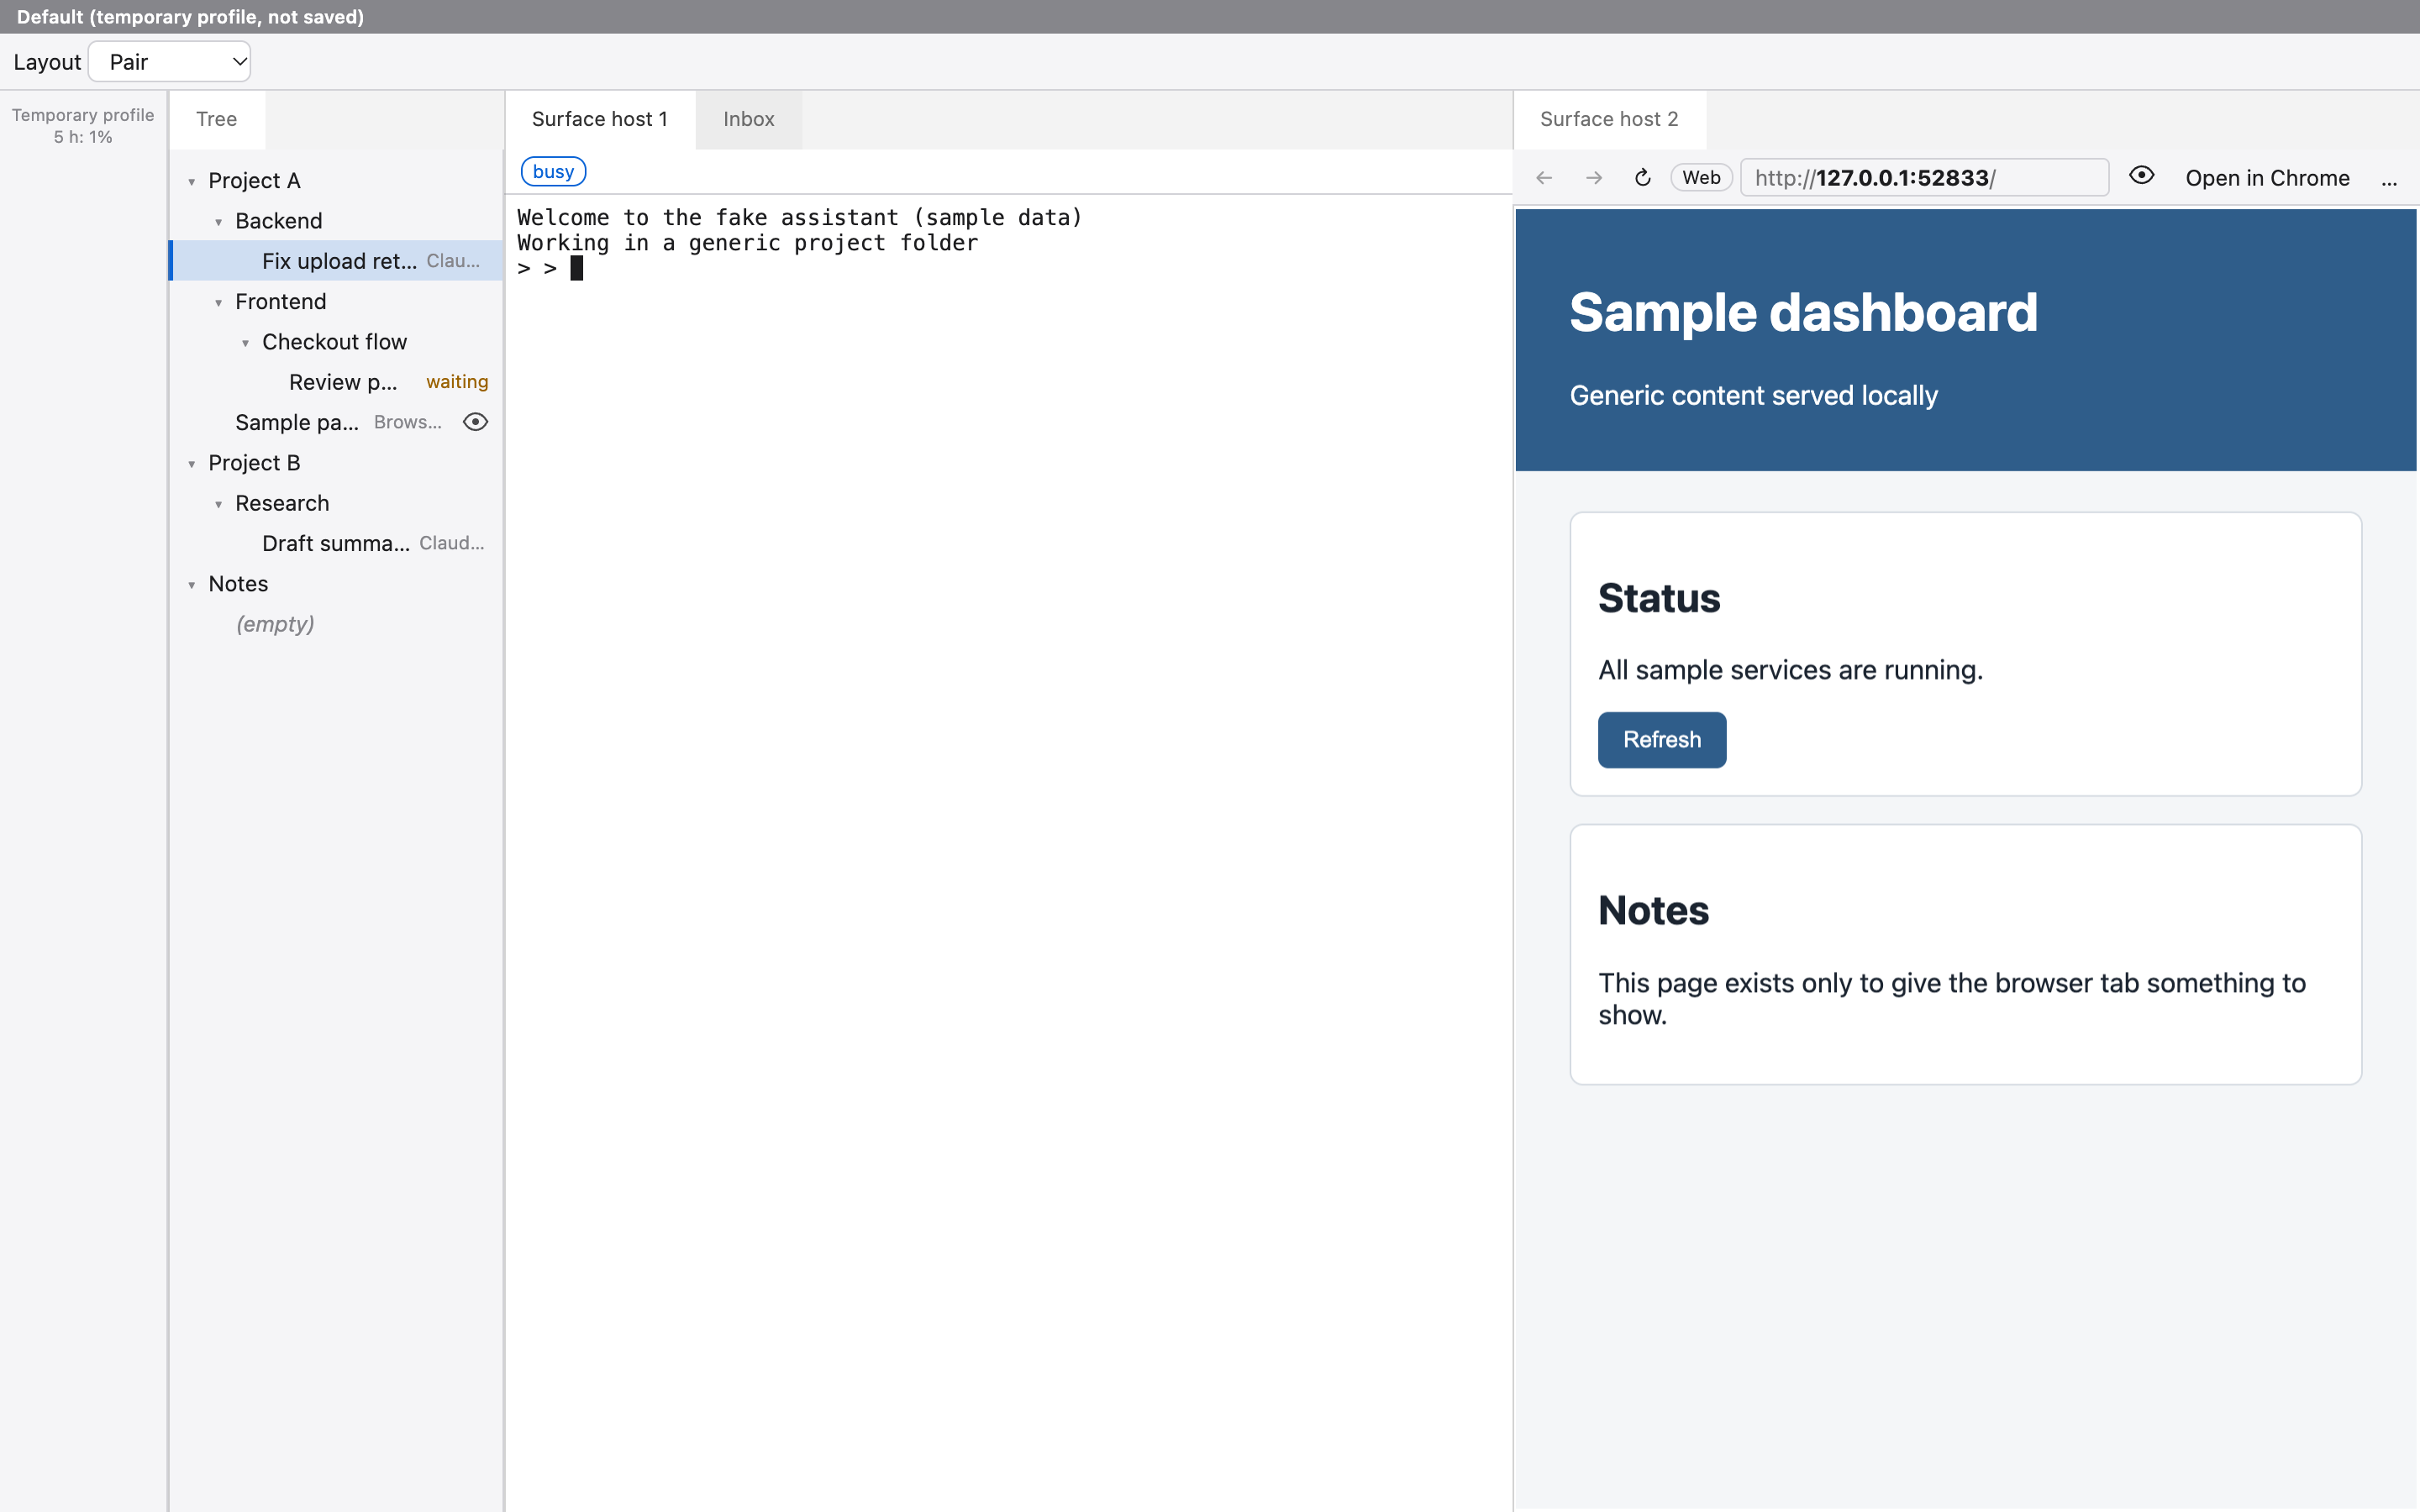 Default (temporary profile, not saved)
Layout Pair
Temporary profile
5 h: 1%
Tree
Project A
Backend
Fix upload ret... Clau...
Frontend
Checkout flow
Review p... waiting
Sample pa... Brows...
Project B
Research
Draft summa... Claud...
Notes
(empty)
Surface host 1 Inbox
busy
Welcome to the fake assistant (sample data)
Working in a generic project folder
> >
Surface host 2
Web http://127.0.0.1:52833/ Open in Chrome ...
Sample dashboard
Generic content served locally
Status
All sample services are running.
Refresh
Notes
This page exists only to give the browser tab something to
show.